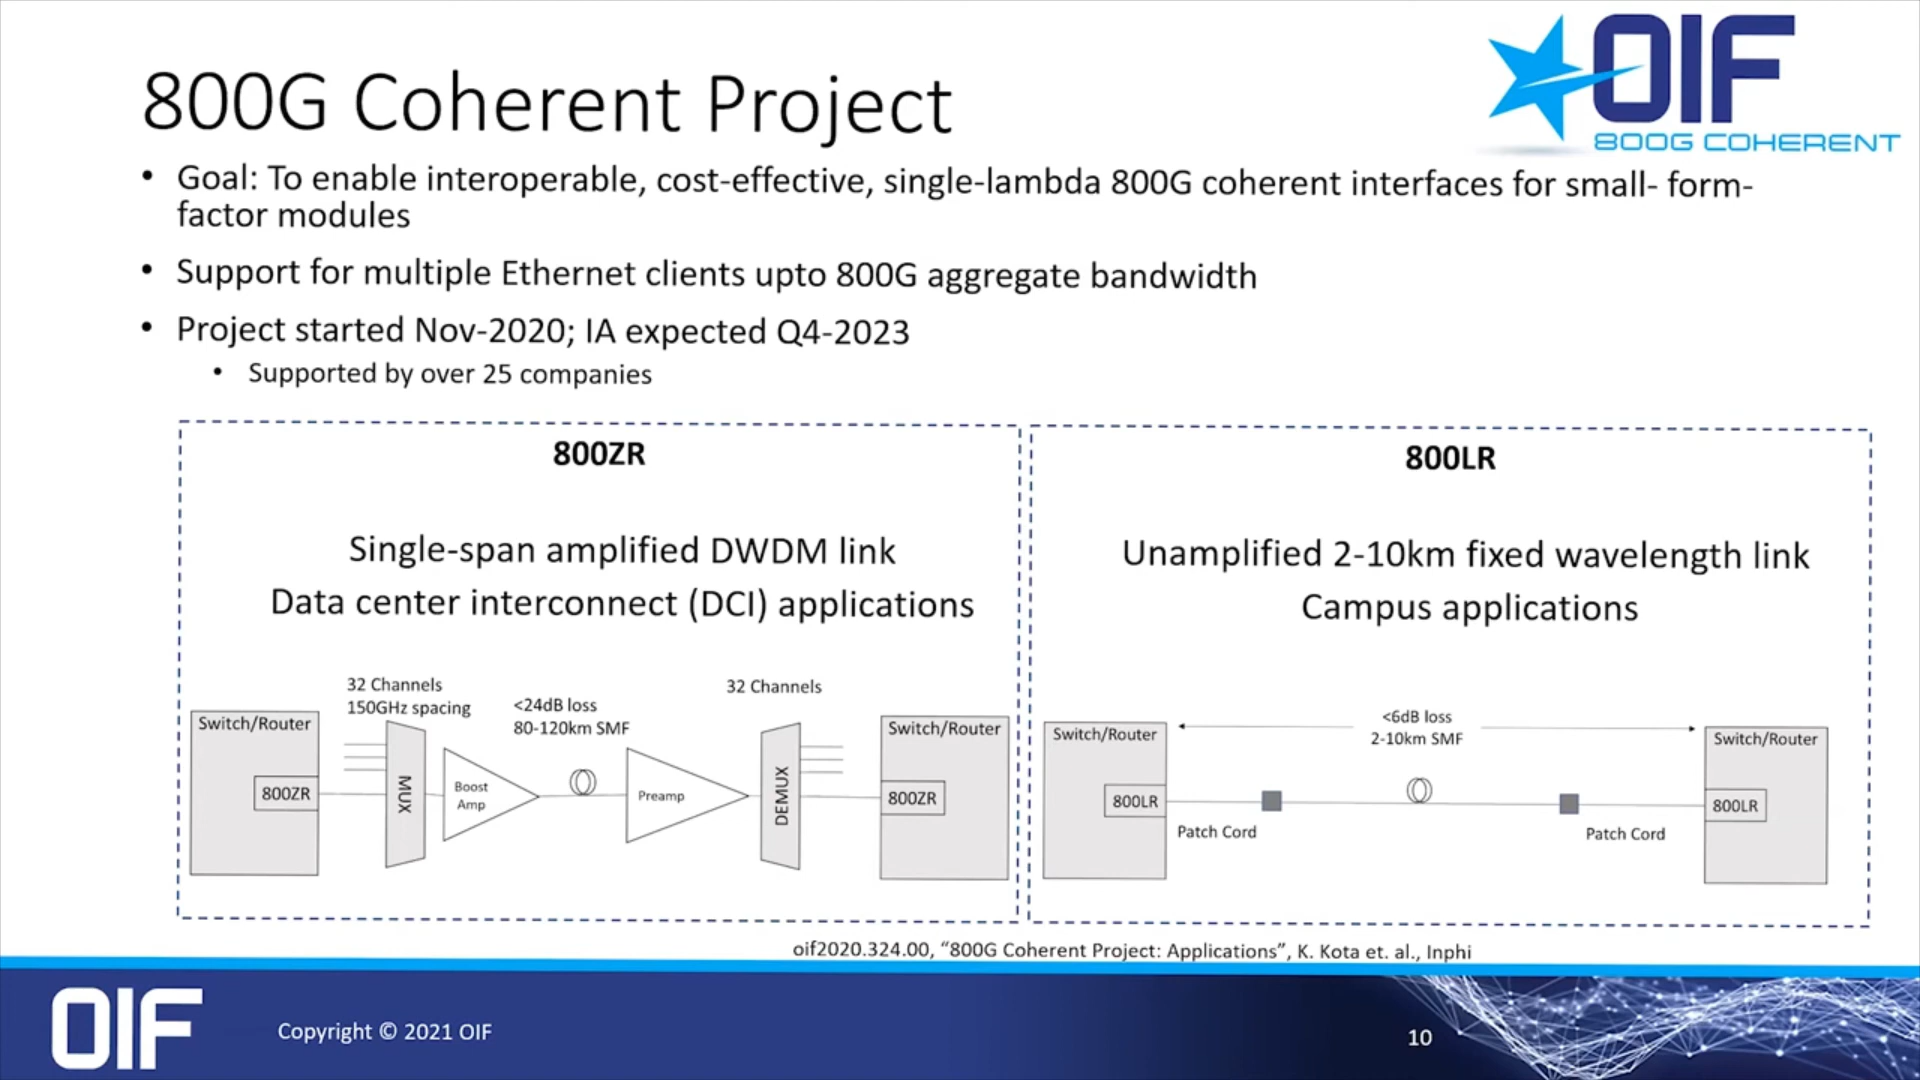 OIF
800G COHERENT
800G Coherent Project
• Goal: To enable interoperable, cost-effective, single-lambda 800G coherent interfaces for small- form-
factor modules
• Support for multiple Ethernet clients upto 800G aggregate bandwidth
• Project started Nov-2020; IA expected Q4-2023
• Supported by over 25 companies
800ZR
Single-span amplified DWDM link
Data center interconnect (DCI) applications
32 Channels
150GHz spacing
<24dB loss
80-120km SMF
32 Channels
Switch/Router
800ZR
MUX
Boost
Amp
Preamp
DEMUX
Switch/Router
800ZR
800LR
Unamplified 2-10km fixed wavelength link
Campus applications
Switch/Router
800LR
<6dB loss
2-10km SMF
Patch Cord
Patch Cord
Switch/Router
800LR
oif2020.324.00, “800G Coherent Project: Applications”, K. Kota et. al., Inphi
OIF
Copyright © 2021 OIF
10